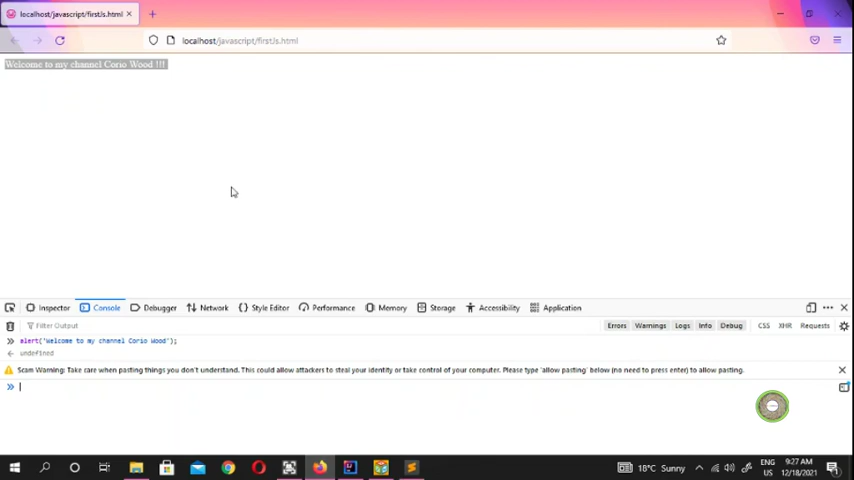 localhost/javascript/firstJs.html
localhost/javascript/firstJs.html
Welcome to my channel Corio Wood !!!
Inspector Console Debugger Network Style Editor Performance Memory Storage Accessibility Application
Filter Output Errors Warnings Logs Info Debug CSS XHR Requests
alert("Welcome to my channel Corio Wood");
undefined
Scam Warning: Take care when pasting things you don't understand. This could allow attackers to steal your identity or take control of your computer. Please type 'allow pasting' below (no need to press enter) to allow pasting.
18°C Sunny ENG 9:27 AM
US 12/18/2021